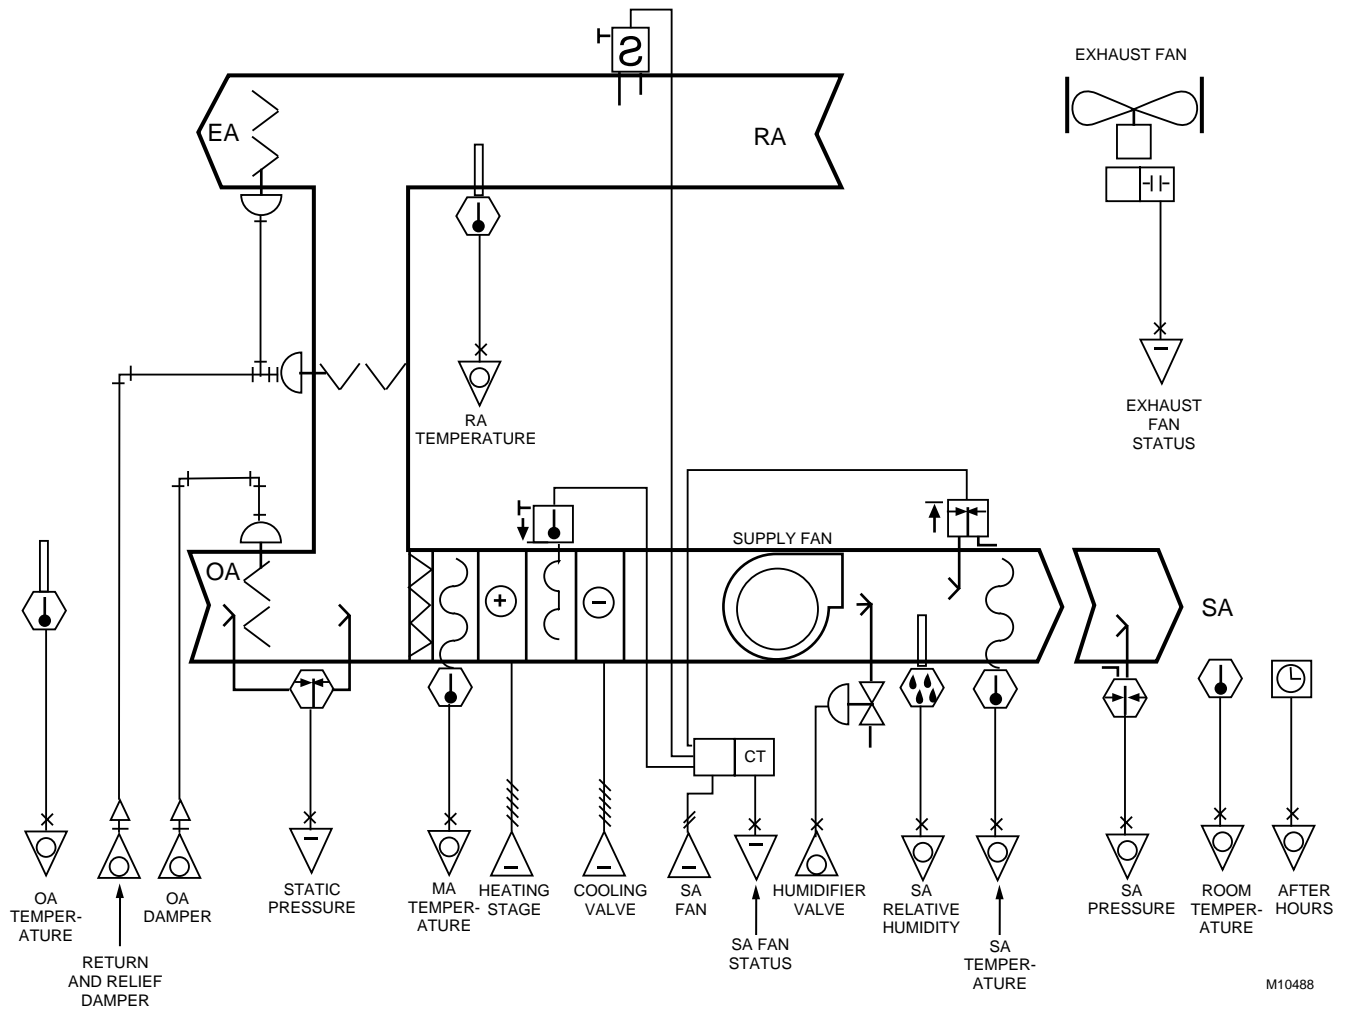 S
EXHAUST FAN
EA
RA
RA
TEMPERATURE
EXHAUST
FAN
STATUS
SUPPLY FAN
OA
SA
CT
OA
TEMPER-
ATURE
RETURN
AND RELIEF
DAMPER
OA
DAMPER
STATIC
PRESSURE
MA
TEMPER-
ATURE
HEATING
STAGE
COOLING
VALVE
SA
FAN
SA FAN
STATUS
HUMIDIFIER
VALVE
SA
RELATIVE
HUMIDITY
SA
TEMPER-
ATURE
SA
PRESSURE
ROOM
TEMPER-
ATURE
AFTER
HOURS
M10488